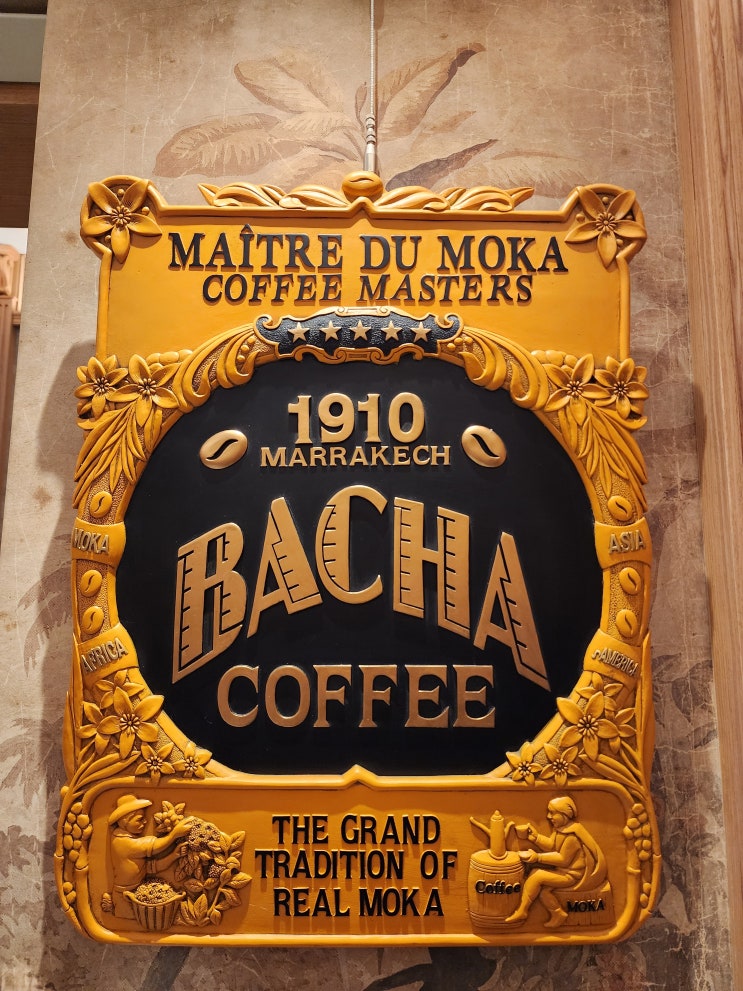 MAÎTRE DU MOKA
COFFEE MASTERS
1910
MARRAKECH
BACHA
COFFEE
MOKA
ASIA
AFRICA
AMERICA
THE GRAND
TRADITION OF
REAL MOKA
Coffee
MOKA